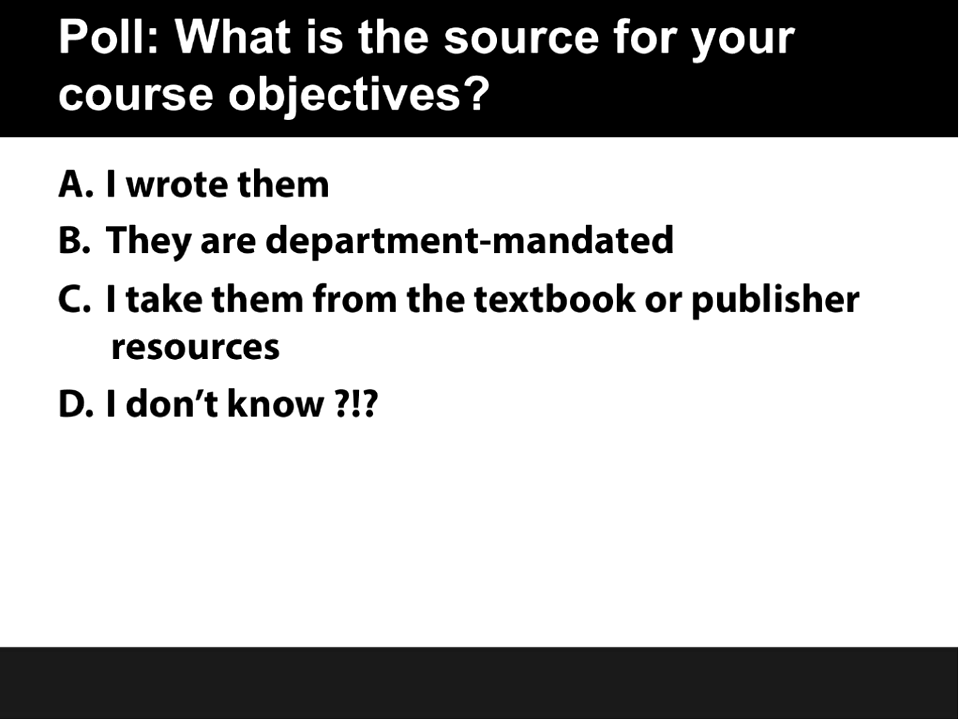 Poll: What is the source for your
course objectives?
A. I wrote them
B. They are department-mandated
C. I take them from the textbook or publisher
resources
D. I don’t know ?!?